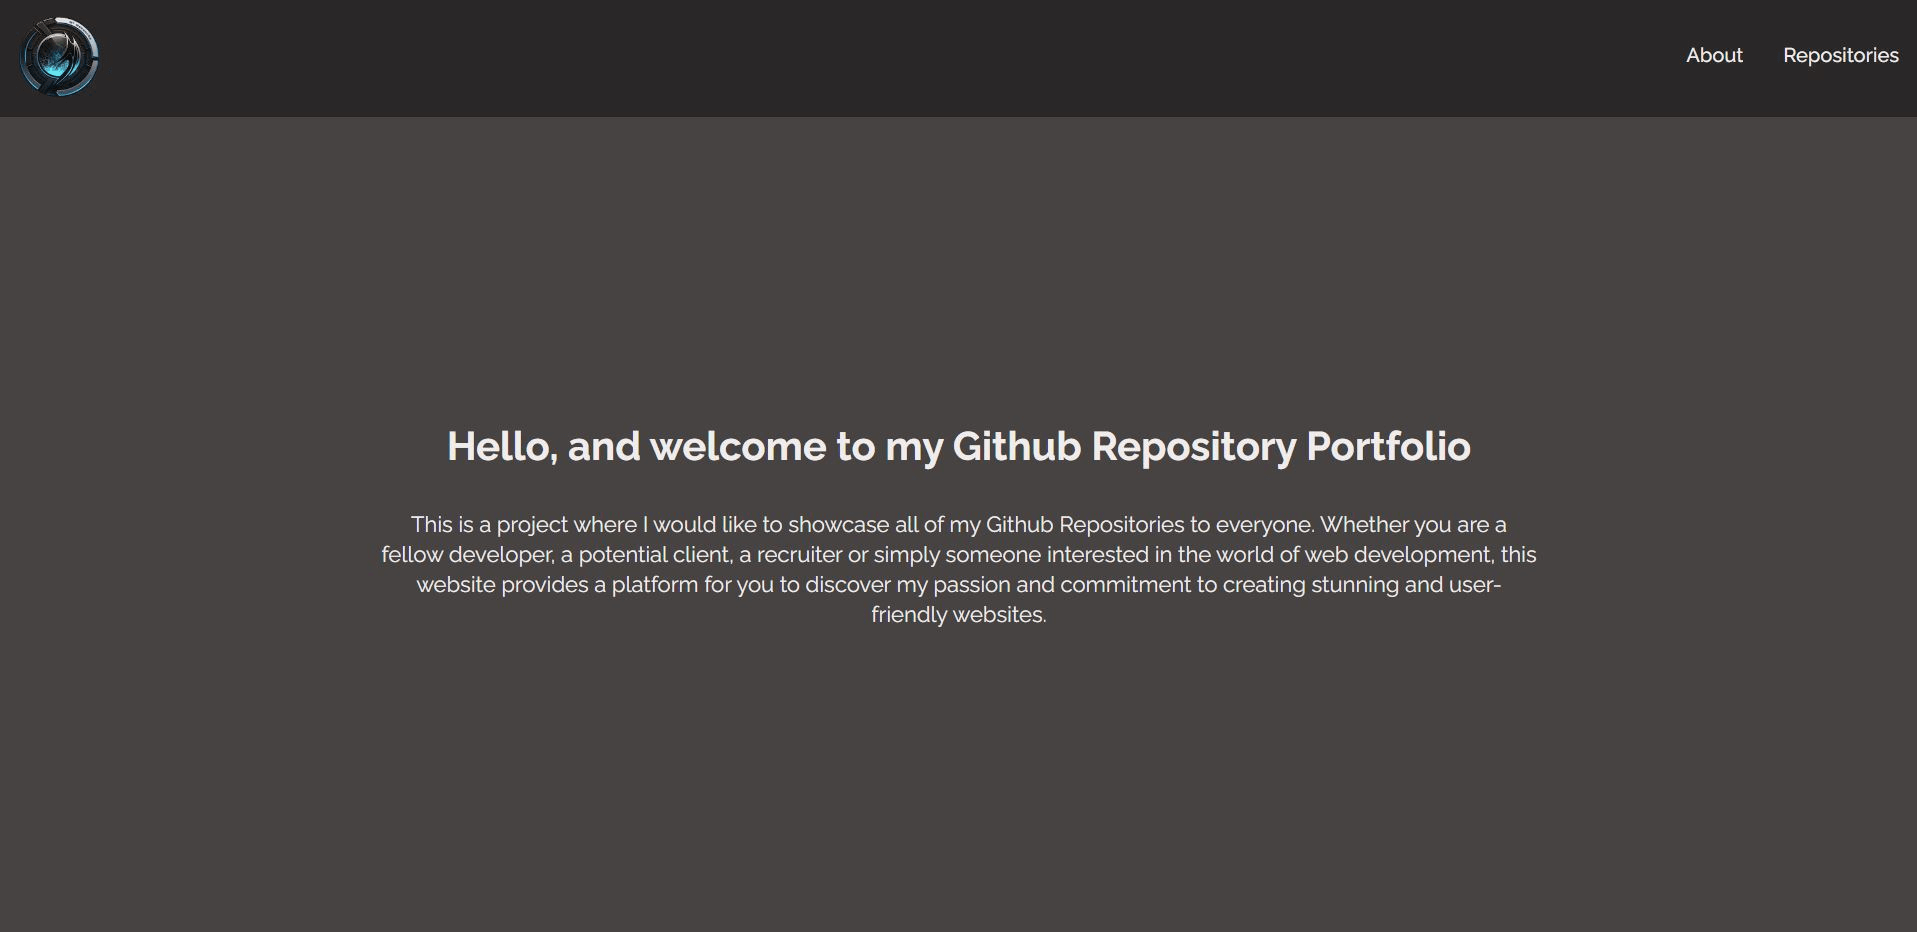 About Repositories
Hello, and welcome to my Github Repository Portfolio
This is a project where I would like to showcase all of my Github Repositories to everyone. Whether you are a
fellow developer, a potential client, a recruiter or simply someone interested in the world of web development, this
website provides a platform for you to discover my passion and commitment to creating stunning and user-
friendly websites.